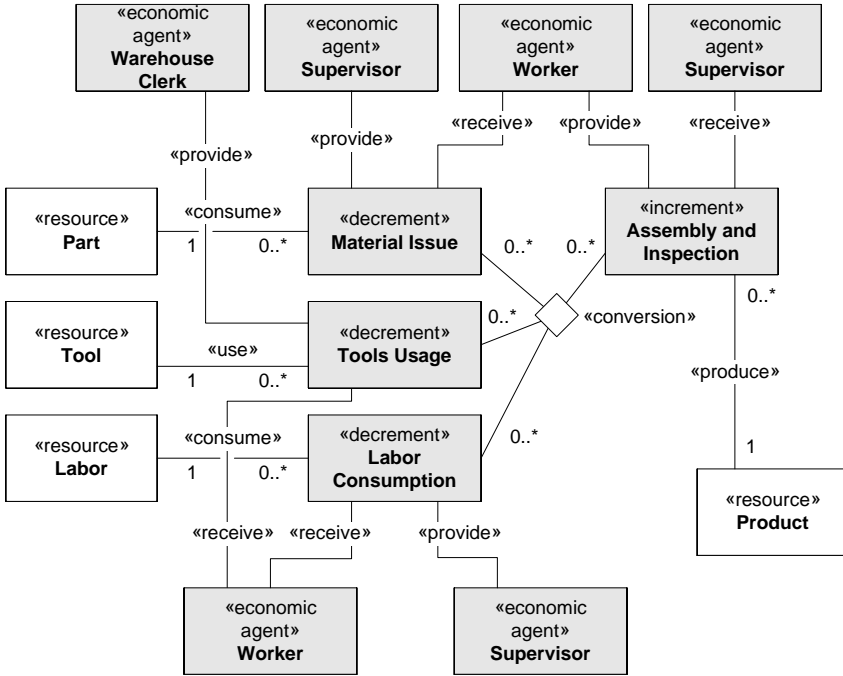 «economic
agent»
Warehouse
Clerk
«economic
agent»
Supervisor
«economic
agent»
Worker
«economic
agent»
Supervisor
«provide»
«provide»
«receive»
«provide»
«receive»
«resource»
Part
«consume»
1
0..*
«decrement»
Material Issue
0..*
0..*
«increment»
Assembly and
Inspection
0..*
«resource»
Tool
«use»
1
0..*
«decrement»
Tools Usage
0..*
«conversion»
«produce»
1
«resource»
Labor
«consume»
1
0..*
«decrement»
Labor
Consumption
0..*
«resource»
Product
«receive»
«receive»
«provide»
«economic
agent»
Worker
«economic
agent»
Supervisor